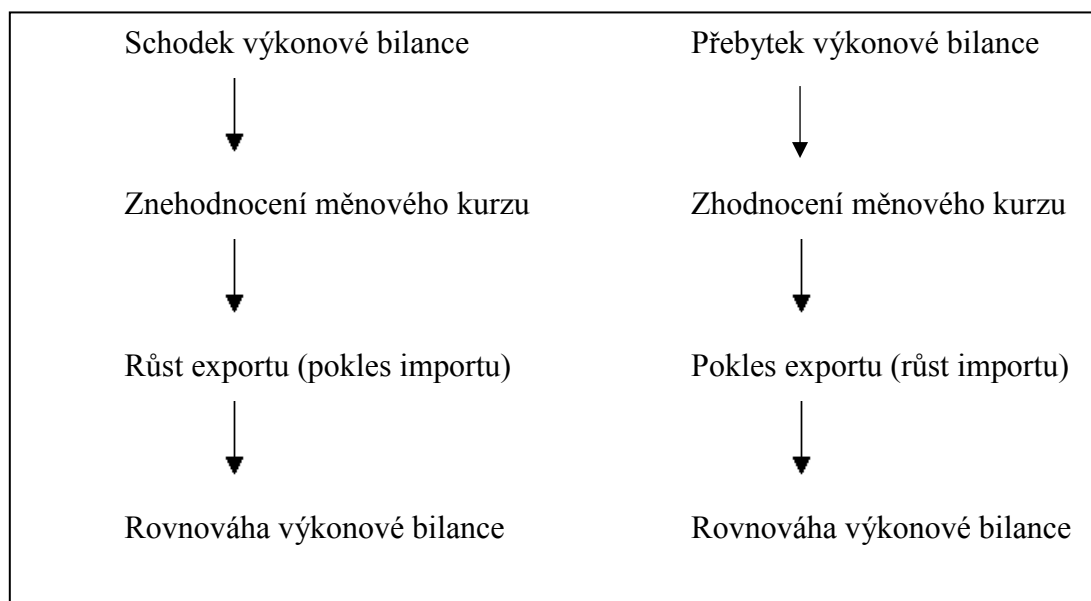 Schodek výkonové bilance
Znehodnocení měnového kurzu
Růst exportu (pokles importu)
Rovnováha výkonové bilance
Přebytek výkonové bilance
Zhodnocení měnového kurzu
Pokles exportu (růst importu)
Rovnováha výkonové bilance